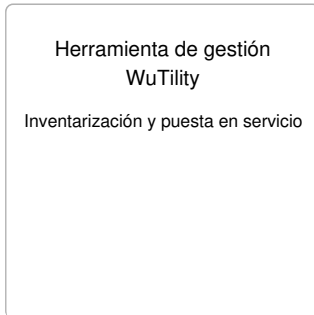 Herramienta de gestión
WuTility
Inventarización y puesta en servicio